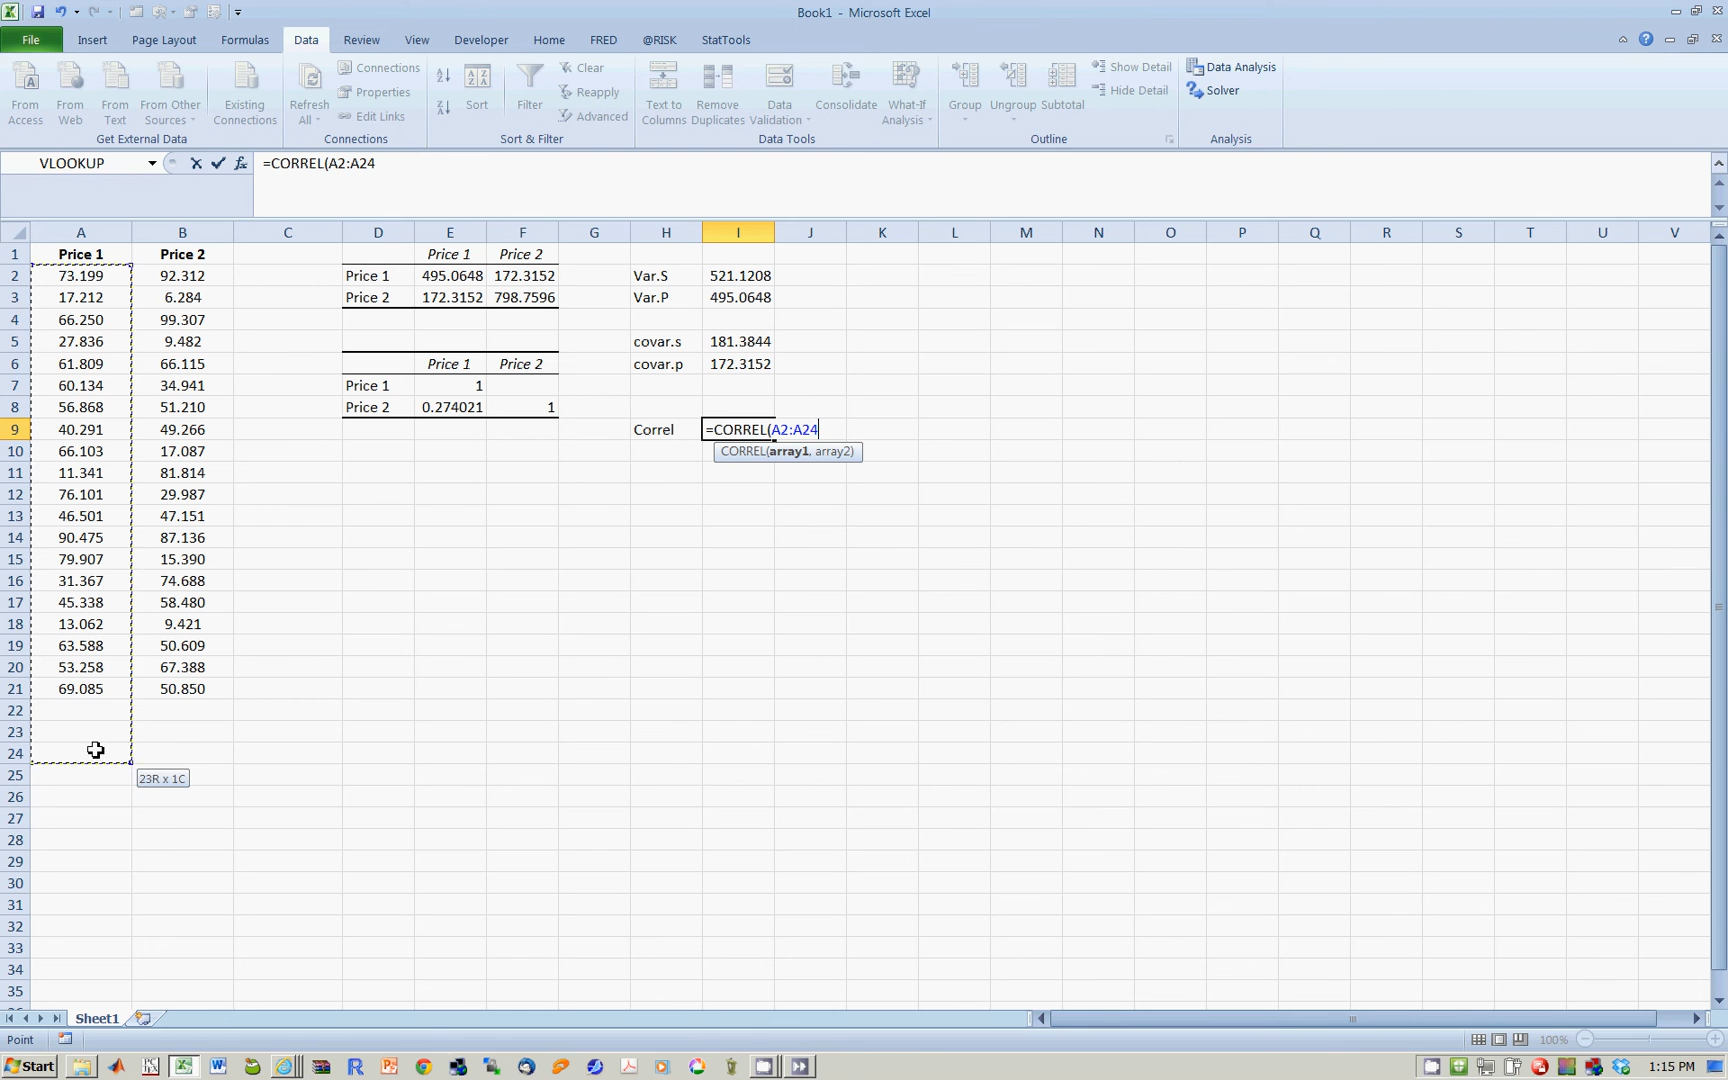 Book1 - Microsoft Excel
File Insert Page Layout Formulas Data Review View Developer Home FRED @RISK StatTools
From Access From Web From Text From Other Sources Existing Connections
Get External Data
Refresh All Connections Properties Edit Links
Connections
Sort Filter Clear Reapply Advanced
Sort & Filter
Text to Columns Remove Duplicates Data Validation Consolidate What-If Analysis
Data Tools
Group Ungroup Subtotal Show Detail Hide Detail
Outline
Data Analysis Solver
Analysis
VLOOKUP =CORREL(A2:A24
A B C D E F G H I J K L M N O P Q R S T U V
1 Price 1 Price 2 Price 1 Price 2
2 73.199 92.312 Price 1 495.0648 172.3152 Var.S 521.1208
3 17.212 6.284 Price 2 172.3152 798.7596 Var.P 495.0648
4 66.250 99.307
5 27.836 9.482 covar.s 181.3844
6 61.809 66.115 Price 1 Price 2 covar.p 172.3152
7 60.134 34.941 Price 1 1
8 56.868 51.210 Price 2 0.274021 1
9 40.291 49.266 Correl =CORREL(A2:A24
10 66.103 17.087 CORREL(array1, array2)
11 11.341 81.814
12 76.101 29.987
13 46.501 47.151
14 90.475 87.136
15 79.907 15.390
16 31.367 74.688
17 45.338 58.480
18 13.062 9.421
19 63.588 50.609
20 53.258 67.388
21 69.085 50.850
22
23
24
25 23R x 1C
26
27
28
29
30
31
32
33
34
35
Sheet1
Point 100%
Start 1:15 PM